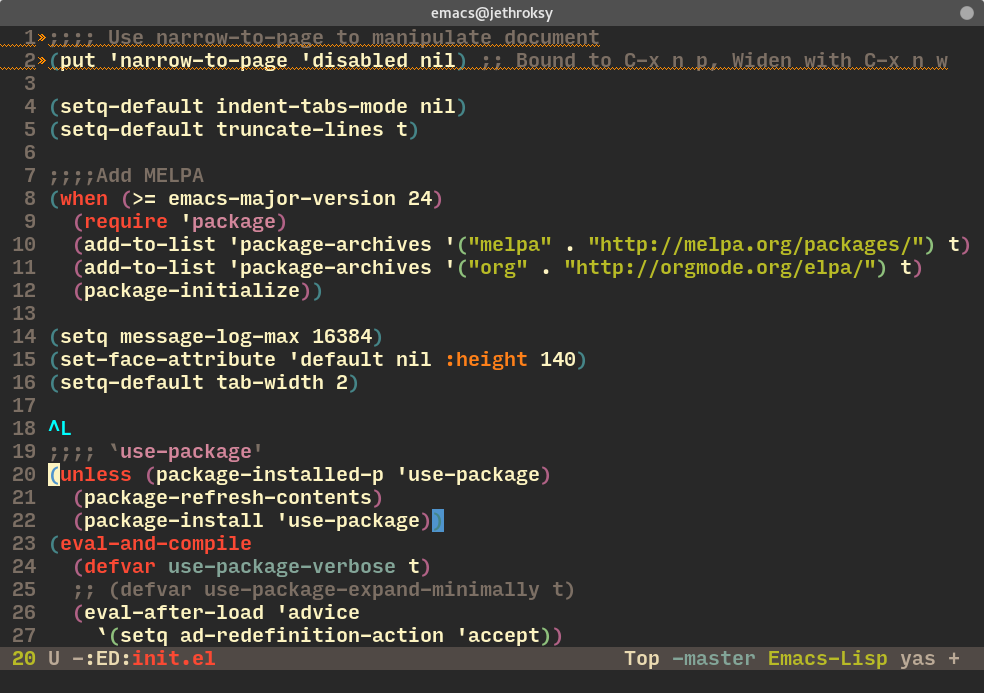 emacs@jethroksy
1 » ;;;; Use narrow-to-page to manipulate document
2 » (put 'narrow-to-page 'disabled nil) ;; Bound to C-x n p, Widen with C-x n w
3
4 (setq-default indent-tabs-mode nil)
5 (setq-default truncate-lines t)
6
7 ;;;;Add MELPA
8 (when (>= emacs-major-version 24)
9   (require 'package)
10   (add-to-list 'package-archives '("melpa" . "http://melpa.org/packages/") t)
11   (add-to-list 'package-archives '("org" . "http://orgmode.org/elpa/") t)
12   (package-initialize))
13
14 (setq message-log-max 16384)
15 (set-face-attribute 'default nil :height 140)
16 (setq-default tab-width 2)
17
18 ^L
19 ;;;; `use-package'
20 (unless (package-installed-p 'use-package)
21   (package-refresh-contents)
22   (package-install 'use-package))
23 (eval-and-compile
24   (defvar use-package-verbose t)
25   ;; (defvar use-package-expand-minimally t)
26   (eval-after-load 'advice
27     `(setq ad-redefinition-action 'accept))
20 U -:ED:init.el Top -master Emacs-Lisp yas +